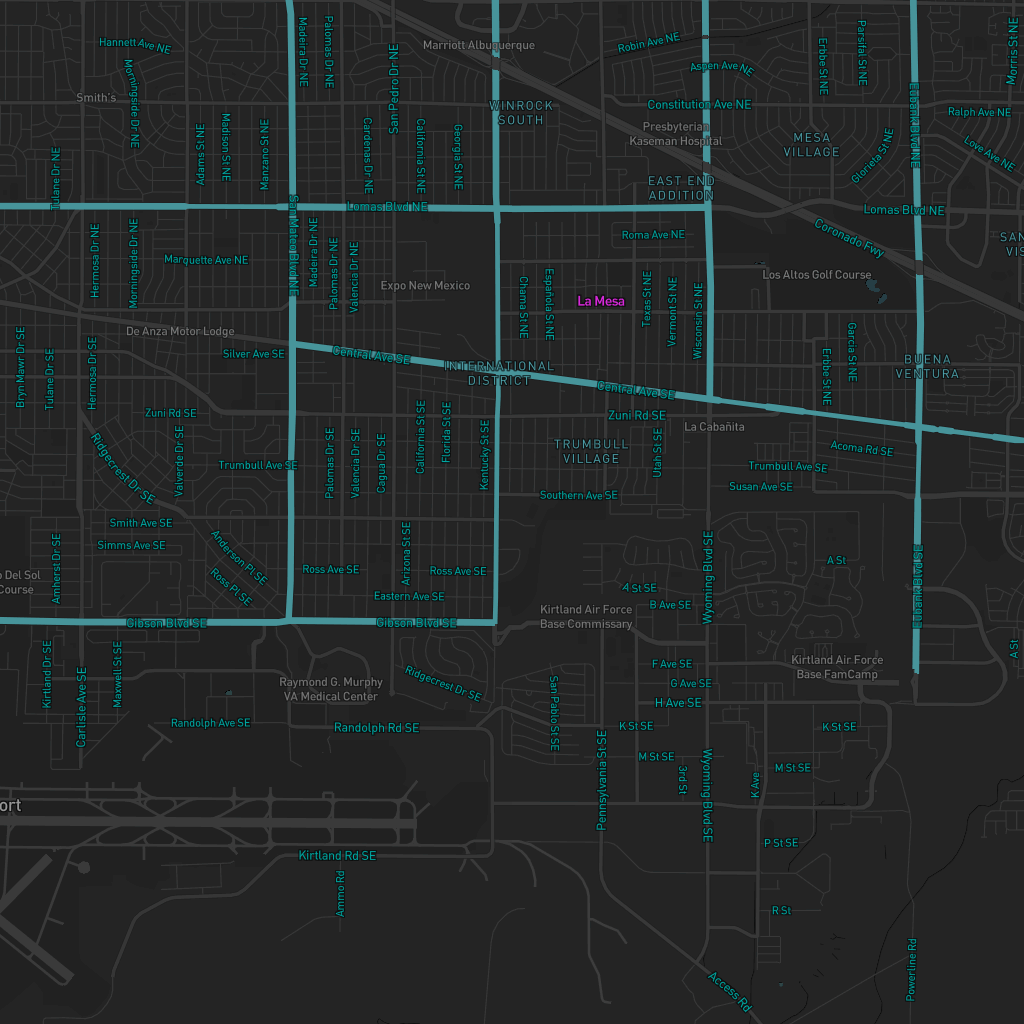 Hannett Ave NE
Morningside Dr NE
Smith's
Madeira Dr NE
Palomas Dr NE
San Pedro Dr NE
Marriott Albuquerque
Robin Ave NE
Aspen Ave NE
Erbbe St NE
Parsifal St NE
Morris St NE
Constitution Ave NE
WINROCK
SOUTH
Presbyterian
Kaseman Hospital
MESA
VILLAGE
Eubank Blvd NE
Ralph Ave NE
Love Ave NE
Glorieta St NE
Tulane Dr NE
Adams St NE
Madison St NE
Manzano St NE
Cardenas Dr NE
California St NE
Georgia St NE
EAST END
ADDITION
Lomas Blvd NE
Lomas Blvd NE
San Mateo Blvd NE
Hermosa Dr NE
Morningside Dr NE
Marquette Ave NE
Madeira Dr NE
Palomas Dr NE
Valencia Dr NE
Expo New Mexico
Roma Ave NE
Coronado Fwy
SAN
VIS
Los Altos Golf Course
Chama St NE
Española St NE
La Mesa
Texas St NE
Vermont St NE
Wisconsin St NE
De Anza Motor Lodge
Silver Ave SE
Central Ave SE
INTERNATIONAL
DISTRICT
Central Ave SE
Erbbe St NE
Garcia St NE
BUENA
VENTURA
Bryn Mawr Dr NE
Tulane Dr NE
Hermosa Dr NE
Zuni Rd SE
Zuni Rd SE
La Cabañita
Ridgecrest Dr SE
Valverde Dr SE
Trumbull Ave SE
Palomas Dr SE
Valencia Dr SE
Cagua Dr SE
California St SE
Florida St SE
Kentucky St SE
TRUMBULL
VILLAGE
Utah St SE
Acoma Rd SE
Trumbull Ave SE
Susan Ave SE
Southern Ave SE
Smith Ave SE
Simms Ave SE
Anderson Pl SE
Ross Pl SE
Amherst Dr SE
o Del Sol
Course
Ross Ave SE
Arizona St SE
Ross Ave SE
Eastern Ave SE
Wyoming Blvd SE
A St
4 St SE
B Ave SE
Eubank Blvd SE
Gibson Blvd SE
Gibson Blvd SE
Kirtland Air Force
Base Commissary
Kirtland Dr SE
Carlisle Ave SE
Maxwell St SE
Raymond G. Murphy
VA Medical Center
Ridgecrest Dr SE
F Ave SE
G Ave SE
H Ave SE
Kirtland Air Force
Base FamCamp
A St
Randolph Ave SE
Randolph Rd SE
San Pablo St SE
Pennsylvania St SE
K St SE
K St SE
M St SE
3rd St
Wyoming Blvd SE
K Ave
M St SE
ort
P St SE
Kirtland Rd SE
Ammo Rd
R St
Access Rd
Powerline Rd